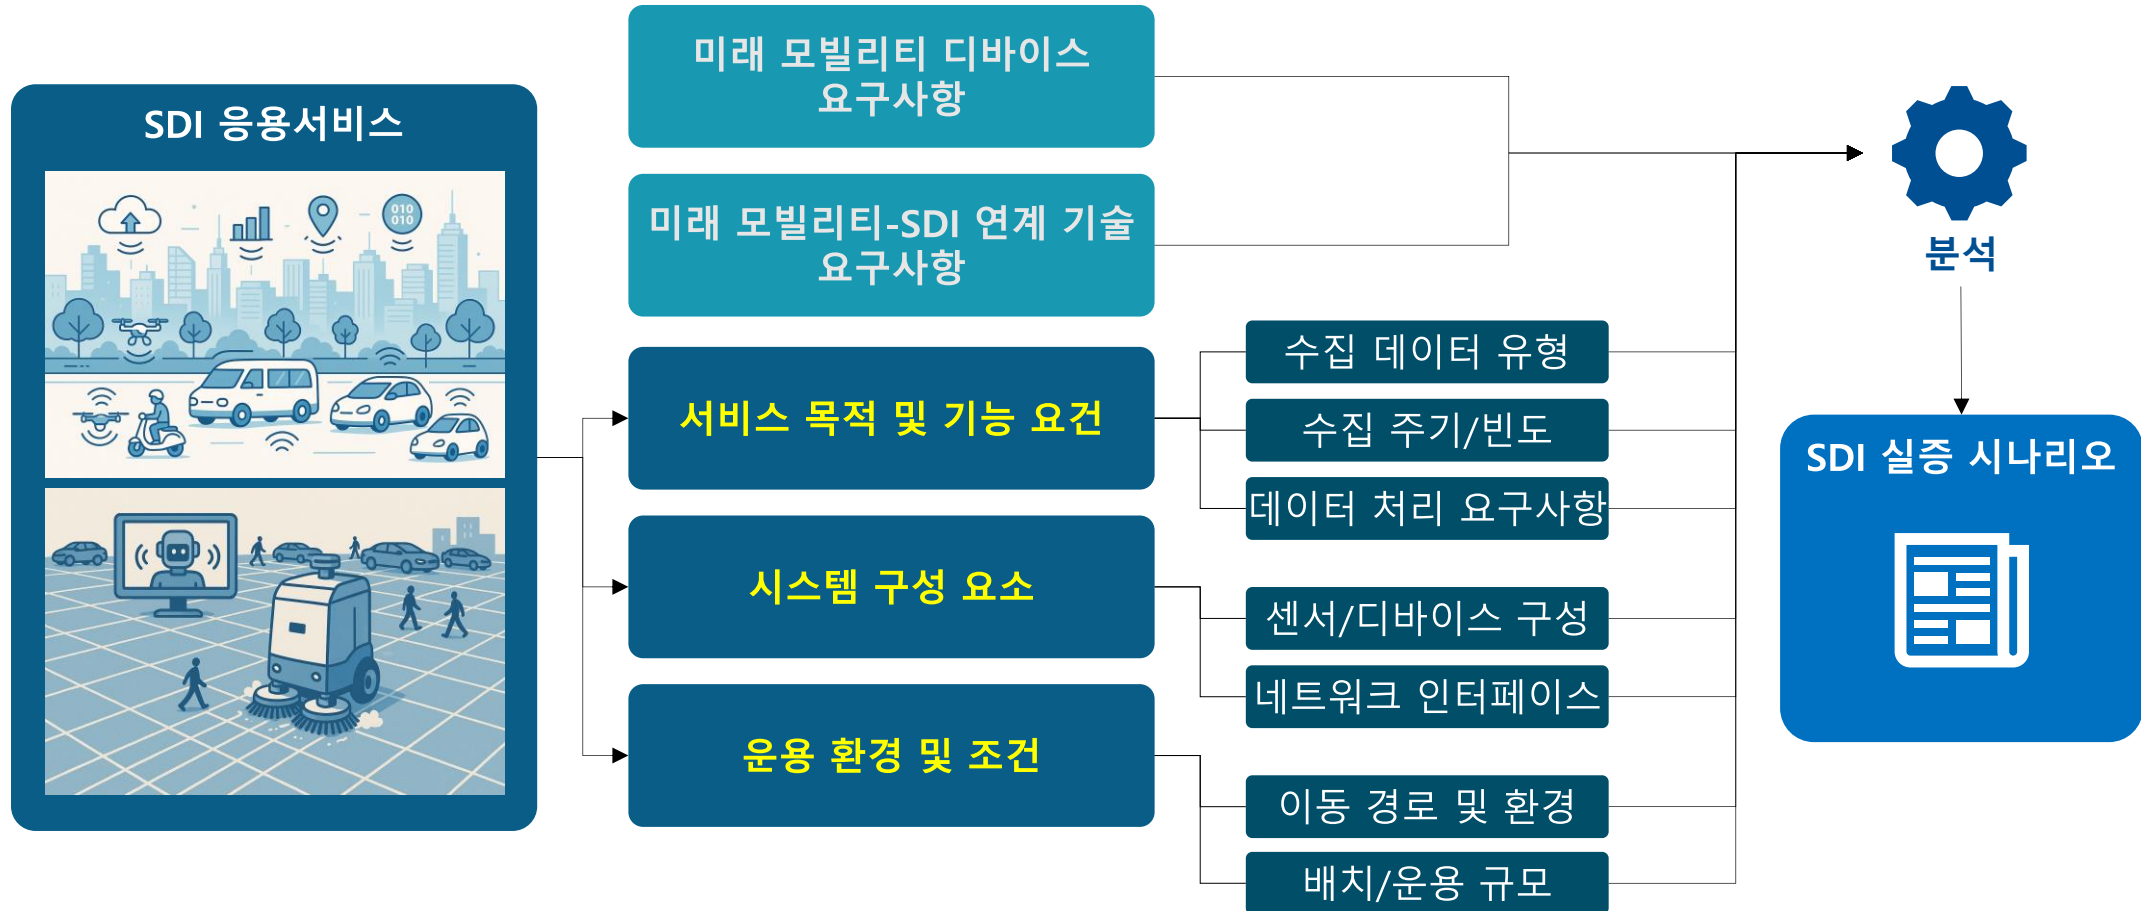 SDI 응용서비스
010
010
미래 모빌리티 디바이스
요구사항
미래 모빌리티-SDI 연계 기술
요구사항
서비스 목적 및 기능 요건
시스템 구성 요소
운용 환경 및 조건
수집 데이터 유형
수집 주기/빈도
데이터 처리 요구사항
센서/디바이스 구성
네트워크 인터페이스
이동 경로 및 환경
배치/운용 규모
분석
SDI 실증 시나리오